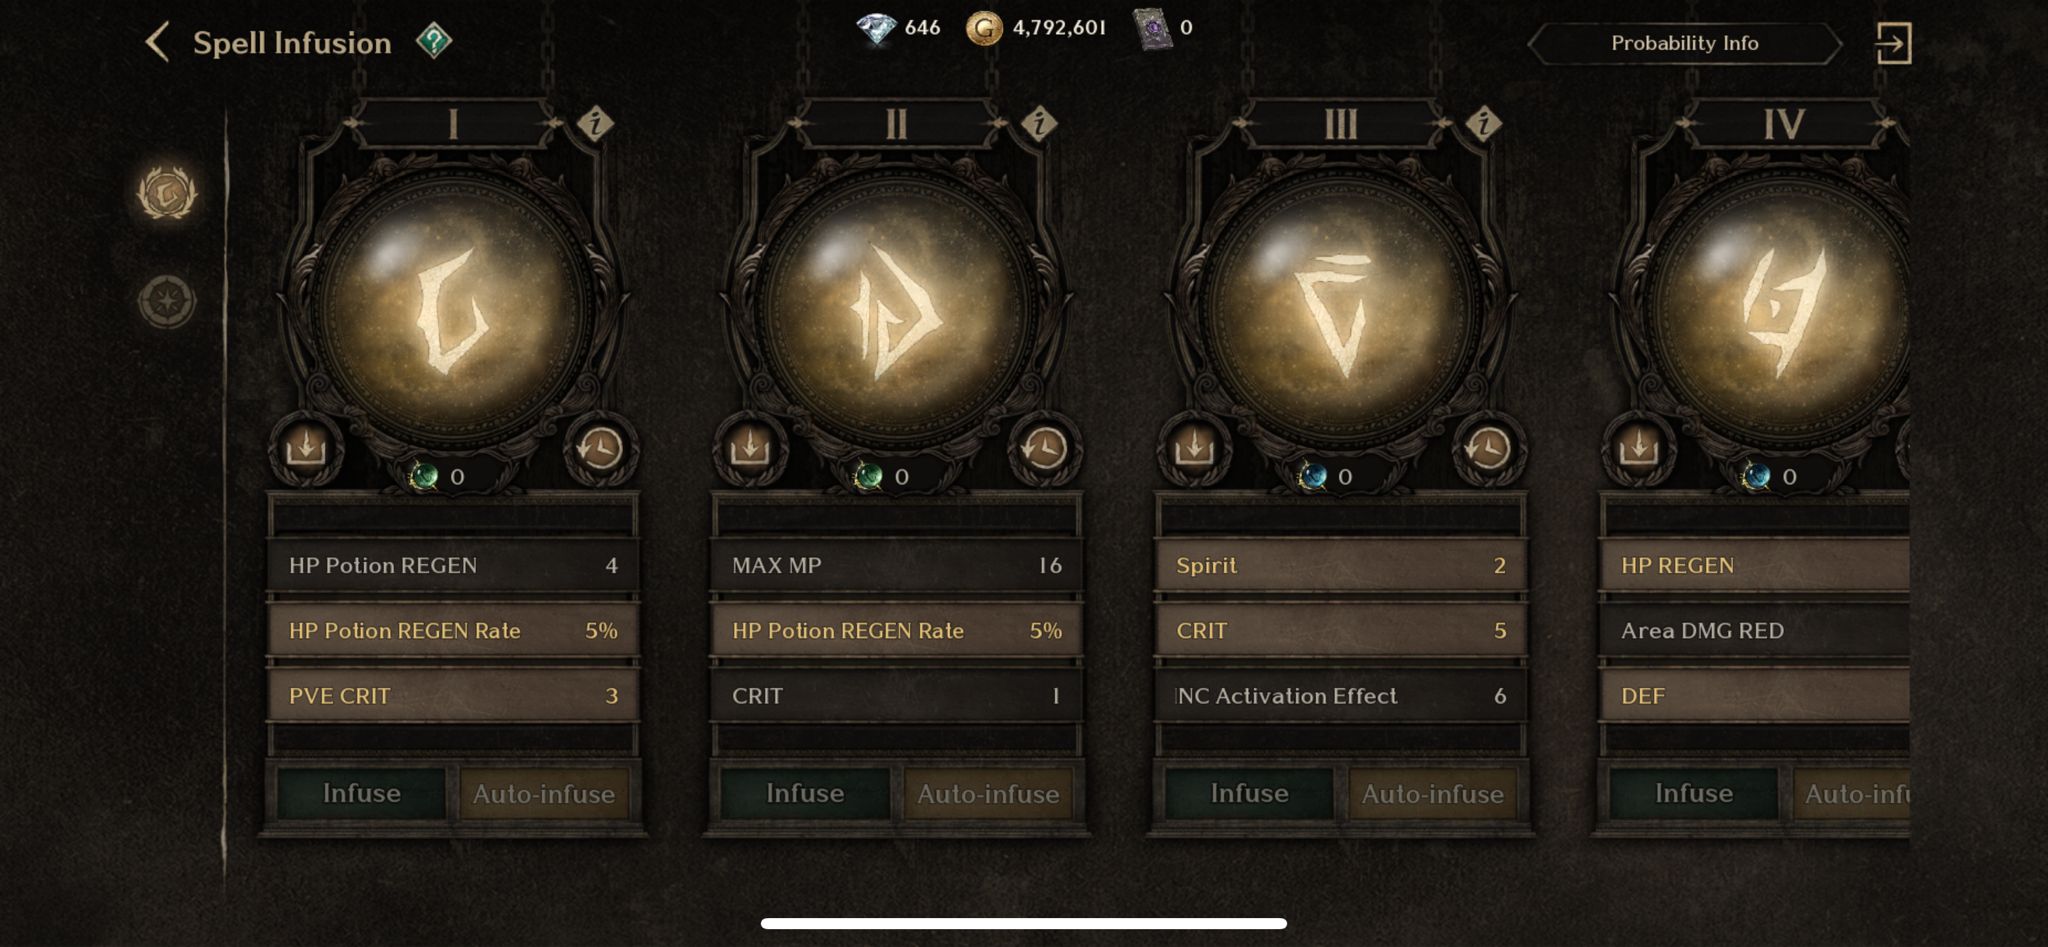 Spell Infusion
646
4,792,601
0
Probability Info
I
II
III
IV
0
0
0
0
HP Potion REGEN 4
HP Potion REGEN Rate 5%
PVE CRIT 3
Infuse
Auto-infuse
MAX MP 16
HP Potion REGEN Rate 5%
CRIT 1
Infuse
Auto-infuse
Spirit 2
CRIT 5
NC Activation Effect 6
Infuse
Auto-infuse
HP REGEN
Area DMG RED
DEF
Infuse
Auto-inf